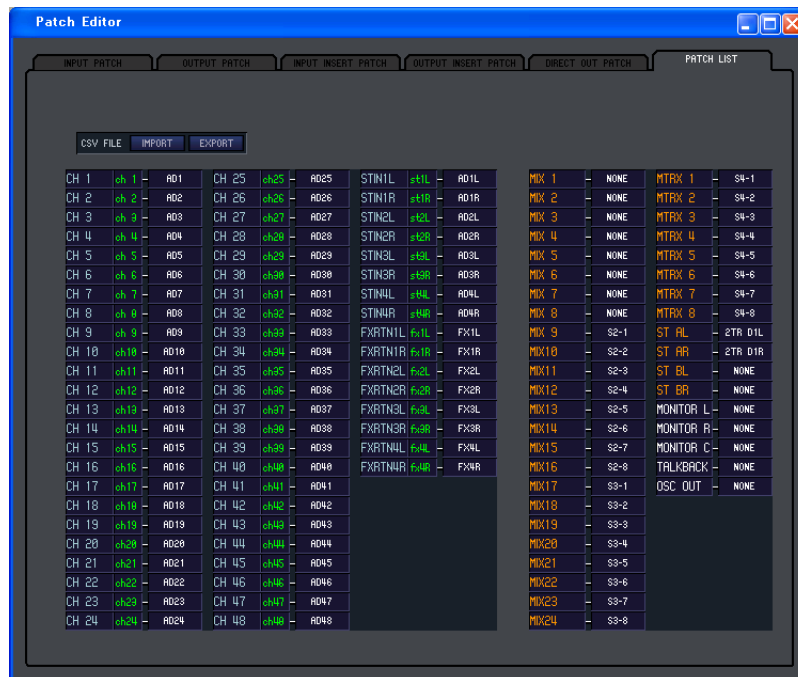 Patch Editor
INPUT PATCH OUTPUT PATCH INPUT INSERT PATCH OUTPUT INSERT PATCH DIRECT OUT PATCH PATCH LIST
CSV FILE IMPORT EXPORT
CH 1 ch 1 – AD1 CH 25 ch25 – AD25 STIN1L st1L – AD1L MIX 1 – NONE MTRX 1 – S4-1
CH 2 ch 2 – AD2 CH 26 ch26 – AD26 STIN1R st1R – AD1R MIX 2 – NONE MTRX 2 – S4-2
CH 3 ch 3 – AD3 CH 27 ch27 – AD27 STIN2L st2L – AD2L MIX 3 – NONE MTRX 3 – S4-3
CH 4 ch 4 – AD4 CH 28 ch28 – AD28 STIN2R st2R – AD2R MIX 4 – NONE MTRX 4 – S4-4
CH 5 ch 5 – AD5 CH 29 ch29 – AD29 STIN3L st3L – AD3L MIX 5 – NONE MTRX 5 – S4-5
CH 6 ch 6 – AD6 CH 30 ch30 – AD30 STIN3R st3R – AD3R MIX 6 – NONE MTRX 6 – S4-6
CH 7 ch 7 – AD7 CH 31 ch31 – AD31 STIN4L st4L – AD4L MIX 7 – NONE MTRX 7 – S4-7
CH 8 ch 8 – AD8 CH 32 ch32 – AD32 STIN4R st4R – AD4R MIX 8 – NONE MTRX 8 – S4-8
CH 9 ch 9 – AD9 CH 33 ch33 – AD33 FXRTN1L fx1L – FX1L MIX 9 – S2-1 ST AL – 2TR D1L
CH 10 ch10 – AD10 CH 34 ch34 – AD34 FXRTN1R fx1R – FX1R MIX10 – S2-2 ST AR – 2TR D1R
CH 11 ch11 – AD11 CH 35 ch35 – AD35 FXRTN2L fx2L – FX2L MIX11 – S2-3 ST BL – NONE
CH 12 ch12 – AD12 CH 36 ch36 – AD36 FXRTN2R fx2R – FX2R MIX12 – S2-4 ST BR – NONE
CH 13 ch13 – AD13 CH 37 ch37 – AD37 FXRTN3L fx3L – FX3L MIX13 – S2-5 MONITOR L – NONE
CH 14 ch14 – AD14 CH 38 ch38 – AD38 FXRTN3R fx3R – FX3R MIX14 – S2-6 MONITOR R – NONE
CH 15 ch15 – AD15 CH 39 ch39 – AD39 FXRTN4L fx4L – FX4L MIX15 – S2-7 MONITOR C – NONE
CH 16 ch16 – AD16 CH 40 ch40 – AD40 FXRTN4R fx4R – FX4R MIX16 – S2-8 TALKBACK – NONE
CH 17 ch17 – AD17 CH 41 ch41 – AD41 MIX17 – S3-1 OSC OUT – NONE
CH 18 ch18 – AD18 CH 42 ch42 – AD42 MIX18 – S3-2
CH 19 ch19 – AD19 CH 43 ch43 – AD43 MIX19 – S3-3
CH 20 ch20 – AD20 CH 44 ch44 – AD44 MIX20 – S3-4
CH 21 ch21 – AD21 CH 45 ch45 – AD45 MIX21 – S3-5
CH 22 ch22 – AD22 CH 46 ch46 – AD46 MIX22 – S3-6
CH 23 ch23 – AD23 CH 47 ch47 – AD47 MIX23 – S3-7
CH 24 ch24 – AD24 CH 48 ch48 – AD48 MIX24 – S3-8